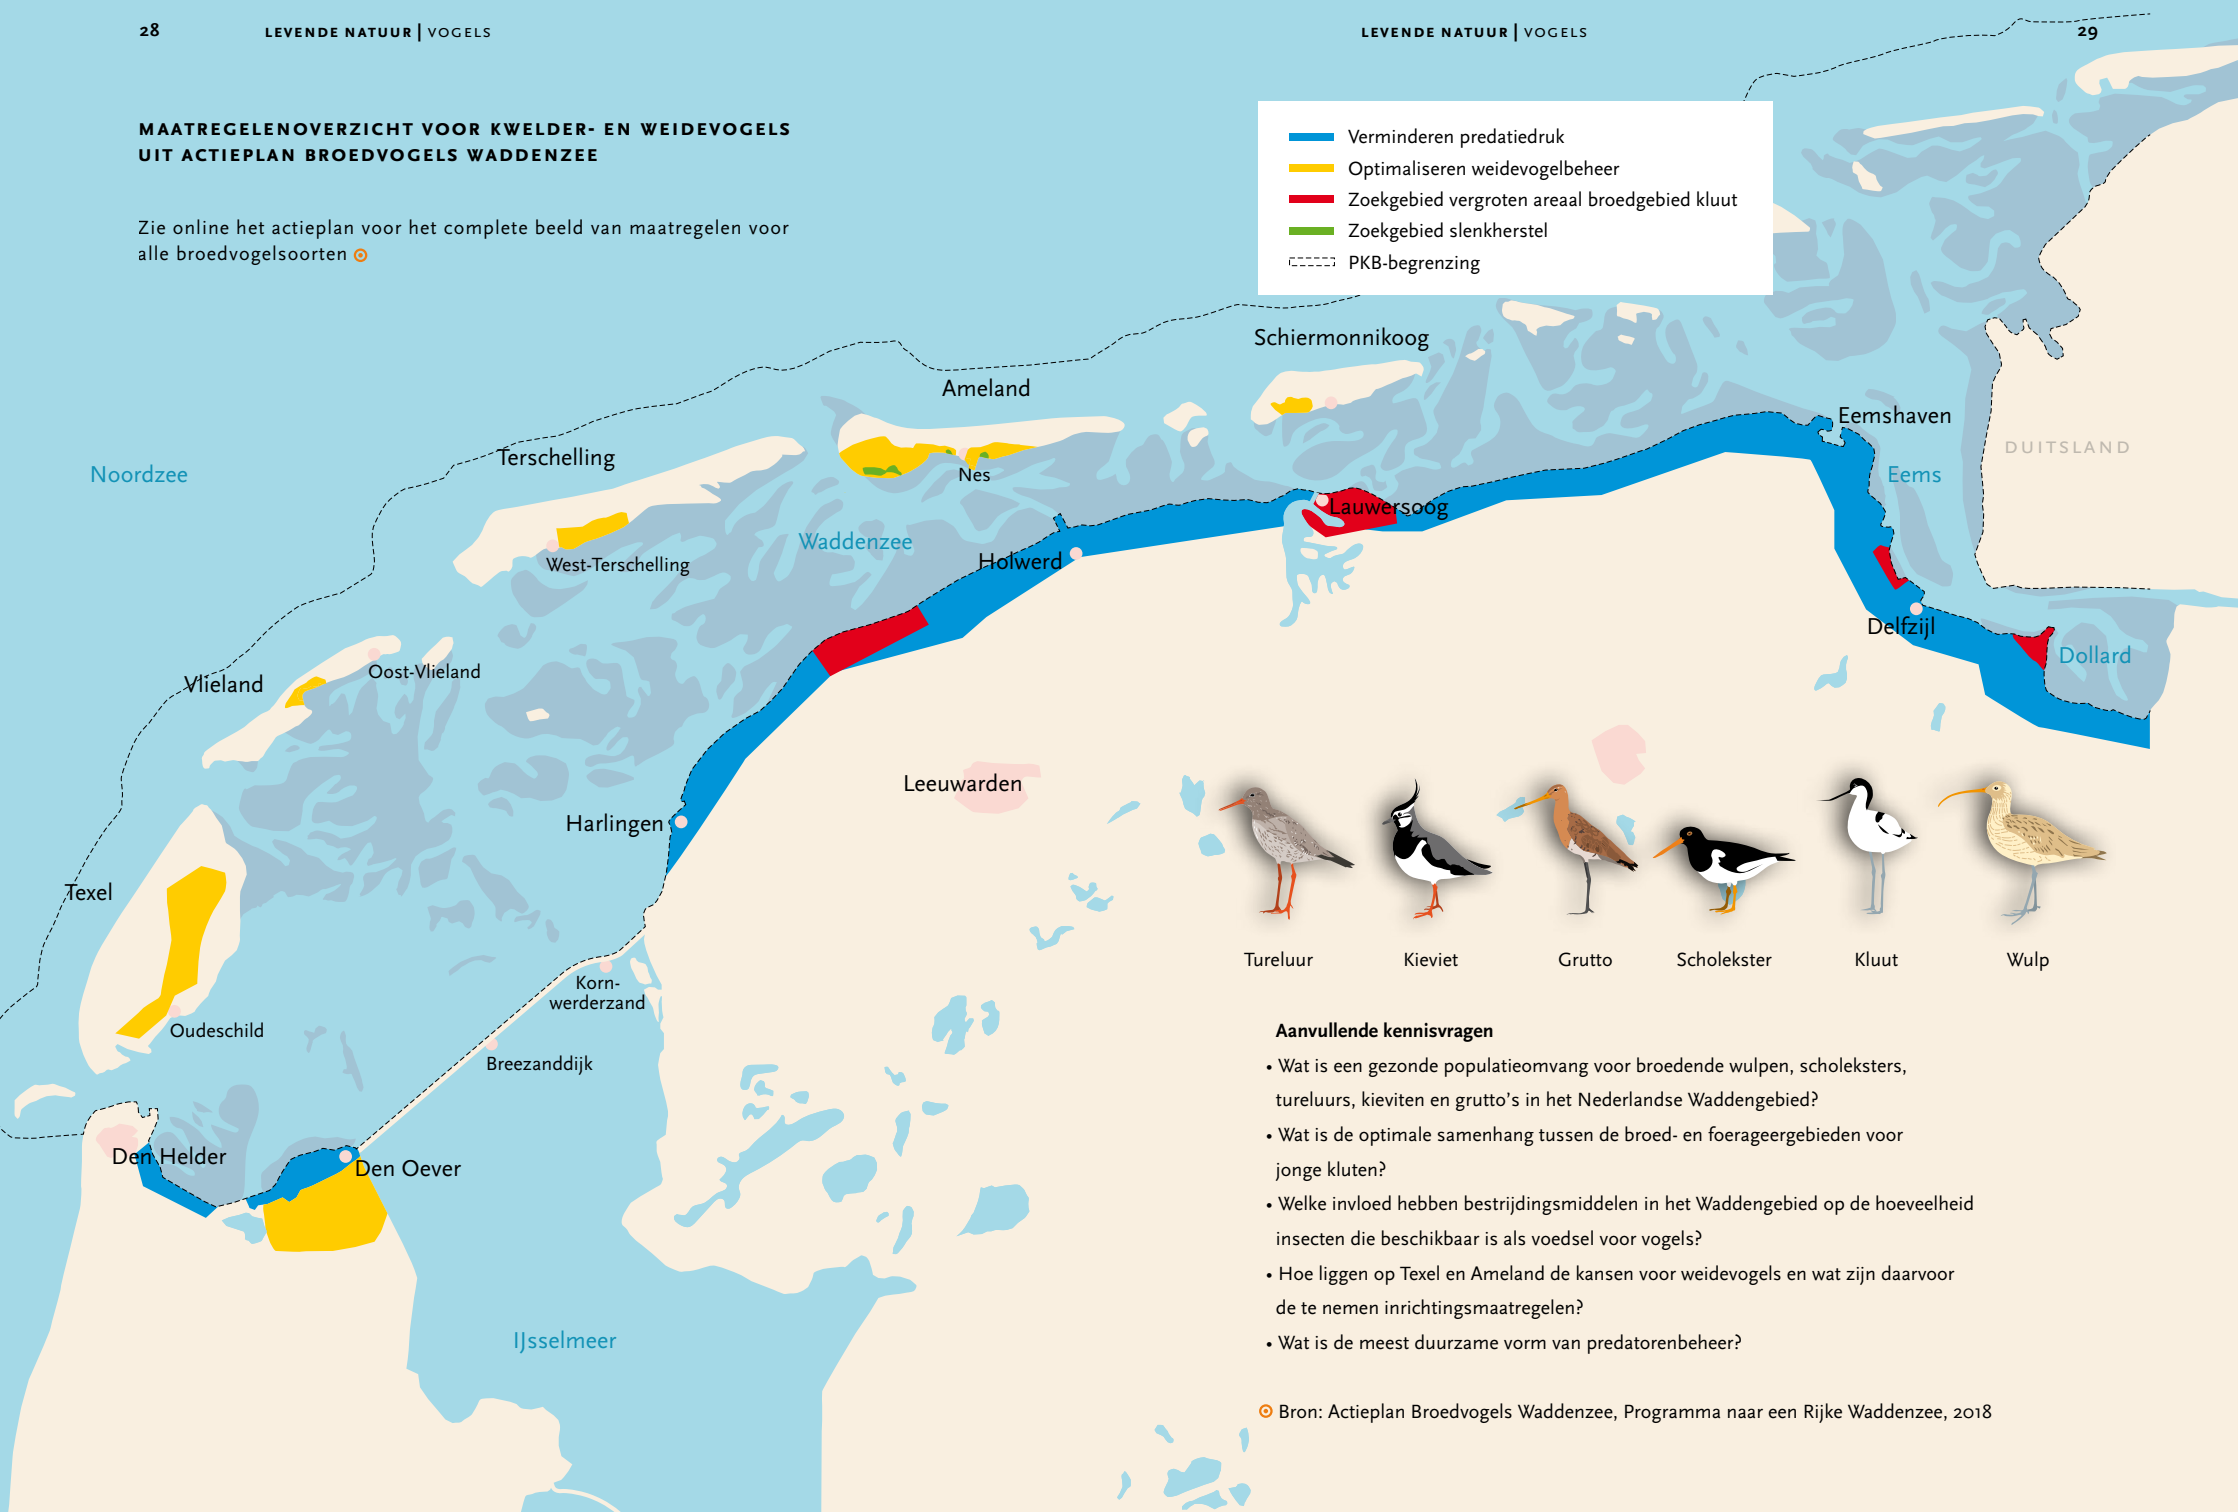 28
LEVENDE NATUUR | VOGELS
LEVENDE NATUUR | VOGELS
29
MAATREGELENOVERZICHT VOOR KWELDER- EN WEIDEVOGELS
UIT ACTIEPLAN BROEDVOGELS WADDENZEE
Zie online het actieplan voor het complete beeld van maatregelen voor
alle broedvogelsoorten
Verminderen predatiedruk
Optimaliseren weidevogelbeheer
Zoekgebied vergroten areaal broedgebied kluut
Zoekgebied slenkherstel
PKB-begrenzing
Schiermonnikoog
Ameland
Eemshaven
DUITSLAND
Terschelling
Noordzee
Nes
Eems
Lauwersoog
Waddenzee
Holwerd
West-Terschelling
Delfzijl
Dollard
Oost-Vlieland
Vlieland
Leeuwarden
Harlingen
Texel
Korn-
werderzand
Oudeschild
Breezanddijk
Den Helder
Den Oever
IJsselmeer
Tureluur
Kieviet
Grutto
Scholekster
Kluut
Wulp
Aanvullende kennisvragen
• Wat is een gezonde populatieomvang voor broedende wulpen, scholeksters,
tureluurs, kieviten en grutto's in het Nederlandse Waddengebied?
• Wat is de optimale samenhang tussen de broed- en foerageergebieden voor
jonge kluten?
• Welke invloed hebben bestrijdingsmiddelen in het Waddengebied op de hoeveelheid
insecten die beschikbaar is als voedsel voor vogels?
• Hoe liggen op Texel en Ameland de kansen voor weidevogels en wat zijn daarvoor
de te nemen inrichtingsmaatregelen?
• Wat is de meest duurzame vorm van predatorenbeheer?
Bron: Actieplan Broedvogels Waddenzee, Programma naar een Rijke Waddenzee, 2018